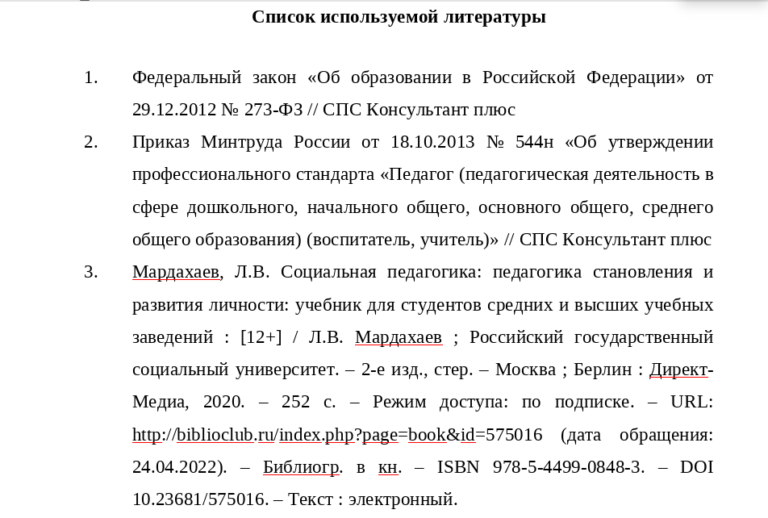 Список используемой литературы
1. Федеральный закон «Об образовании в Российской Федерации» от
29.12.2012 № 273-ФЗ // СПС Консультант плюс
2. Приказ Минтруда России от 18.10.2013 № 544н «Об утверждении
профессионального стандарта «Педагог (педагогическая деятельность в
сфере дошкольного, начального общего, основного общего, среднего
общего образования) (воспитатель, учитель)» // СПС Консультант плюс
3. Мардахаев, Л.В. Социальная педагогика: педагогика становления и
развития личности: учебник для студентов средних и высших учебных
заведений : [12+] / Л.В. Мардахаев ; Российский государственный
социальный университет. – 2-е изд., стер. – Москва ; Берлин : Директ-
Медиа, 2020. – 252 с. – Режим доступа: по подписке. – URL:
http://biblioclub.ru/index.php?page=book&id=575016 (дата обращения:
24.04.2022). – Библиогр. в кн. – ISBN 978-5-4499-0848-3. – DOI
10.23681/575016. – Текст : электронный.